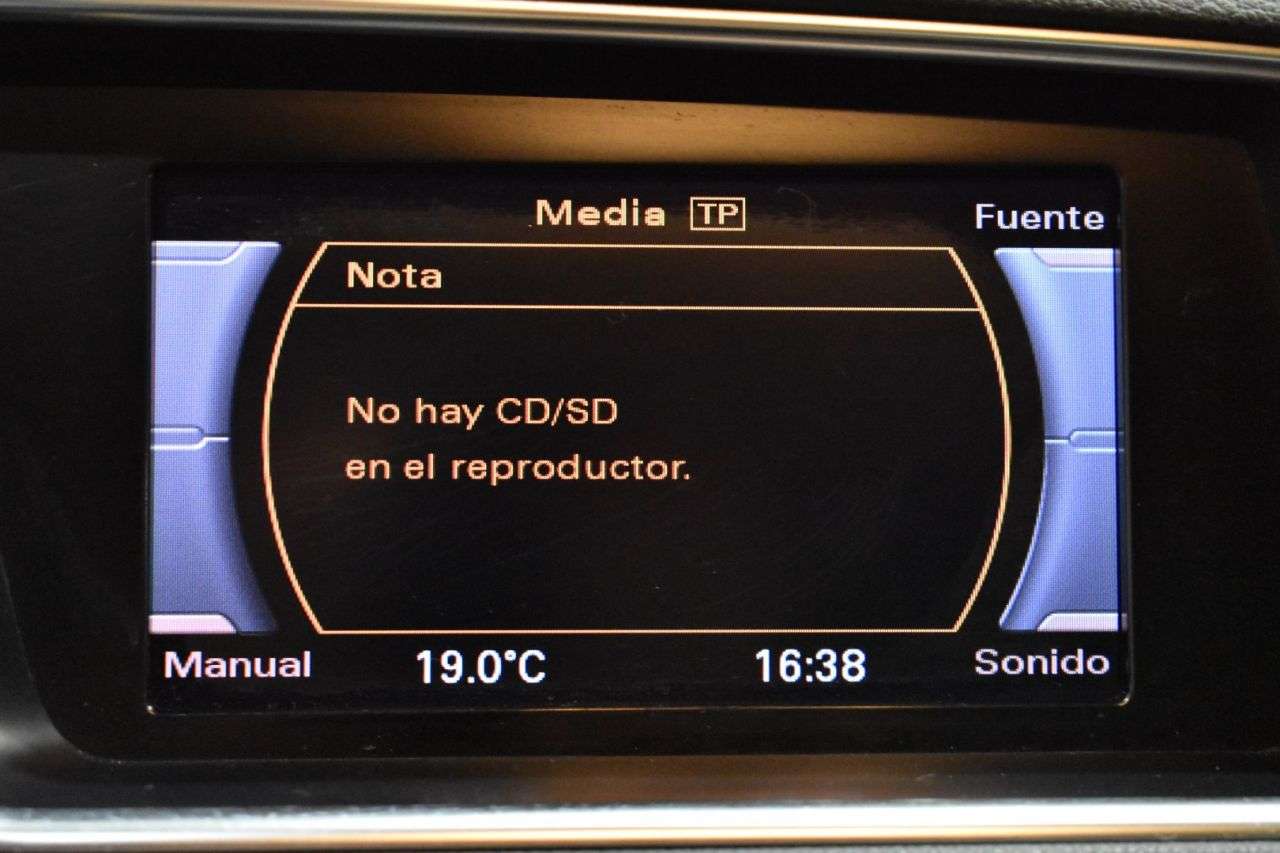 Media TP
Fuente
Nota
No hay CD/SD
en el reproductor.
Manual 19.0°C 16:38 Sonido